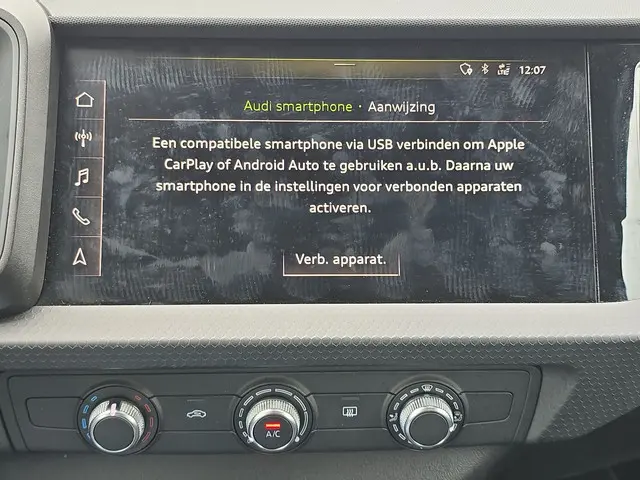 LTE 12:07
Audi smartphone · Aanwijzing
Een compatibele smartphone via USB verbinden om Apple
CarPlay of Android Auto te gebruiken a.u.b. Daarna uw
smartphone in de instellingen voor verbonden apparaten
activeren.
Verb. apparat.
A/C